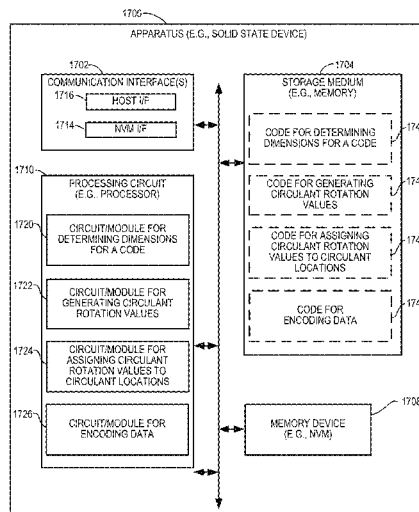 1700
APPARATUS (E.G., SOLID STATE DEVICE)
1702
COMMUNICATION INTERFACE(S)
1716
HOST I/F
1714
NVM I/F
1704
STORAGE MEDIUM
(E.G., MEMORY)
174
CODE FOR DETERMINING
DIMENSIONS FOR A CODE
174
CODE FOR GENERATING
CIRCULANT ROTATION
VALUES
174
CODE FOR ASSIGNING
CIRCULANT ROTATION
VALUES TO CIRCULANT
LOCATIONS
174
CODE FOR
ENCODING DATA
1710
PROCESSING CIRCUIT
(E.G., PROCESSOR)
1720
CIRCUIT/MODULE FOR
DETERMINING DIMENSIONS
FOR A CODE
1722
CIRCUIT/MODULE FOR
GENERATING CIRCULANT
ROTATION VALUES
1724
CIRCUIT/MODULE FOR
ASSIGNING CIRCULANT
ROTATION VALUES TO
CIRCULANT LOCATIONS
1726
CIRCUIT/MODULE FOR
ENCODING DATA
1708
MEMORY DEVICE
(E.G., NVM)